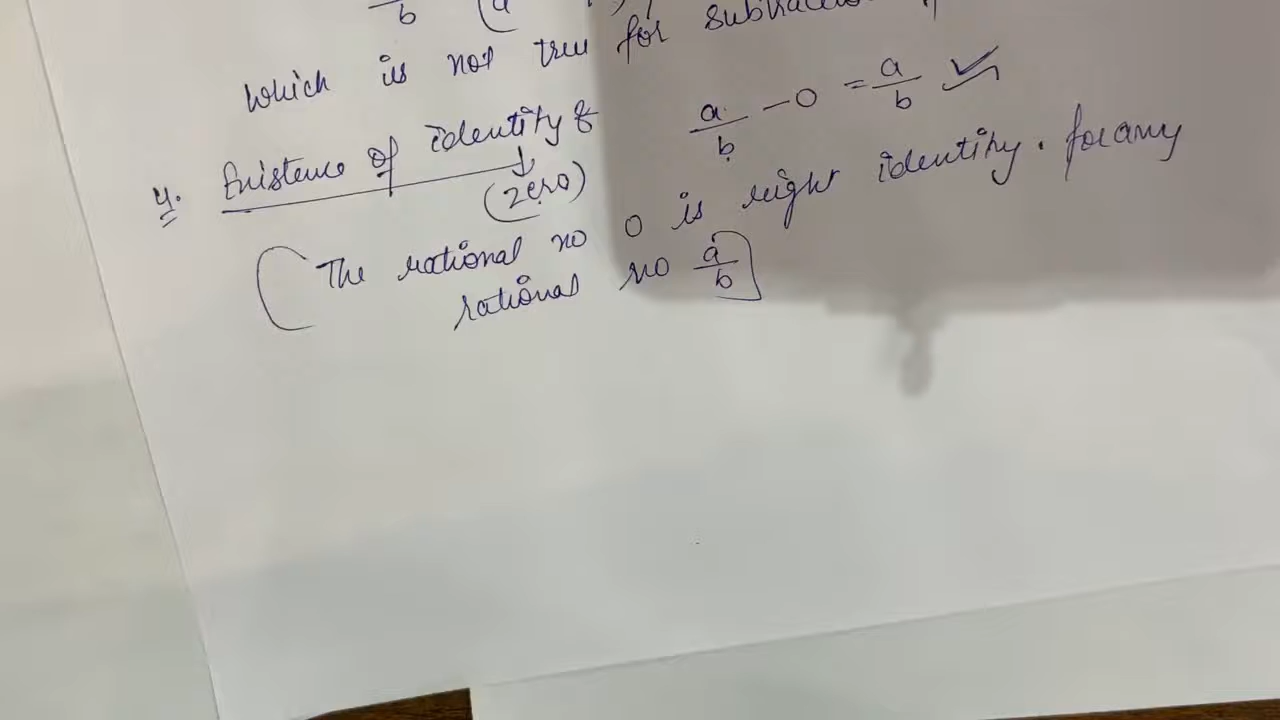 a/b (a
which is not true for subtraction
4. Existence of identity & a/b - 0 = a/b ✓
(zero)
(The rational no 0 is right identity. for any
rational no a/b)